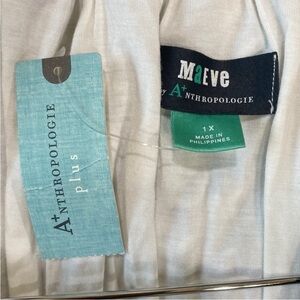 A+NTHROPOLOGIE
plus
MaEve
by A+NTHROPOLOGIE
1X
MADE IN
PHILIPPINES